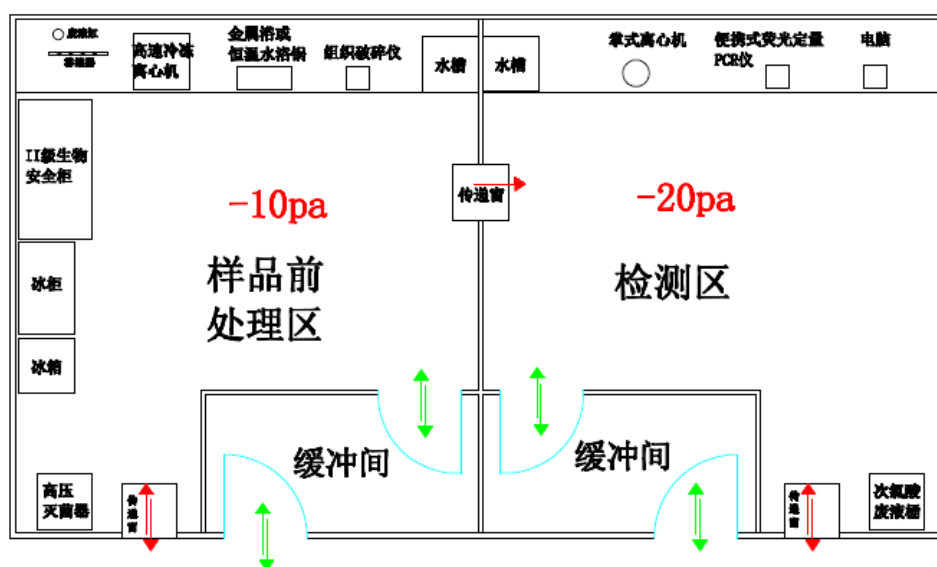 废液缸
移液器
高速冷冻
离心机
金属浴或
恒温水浴锅
组织破碎仪
水槽
水槽
掌式离心机
便携式荧光定量
PCR仪
电脑
II级生物
安全柜
传递窗
-10pa
-20pa
样品前
处理区
检测区
冰柜
冰箱
缓冲间
缓冲间
高压
灭菌器
传
递
窗
传
递
窗
次氯酸
废液桶